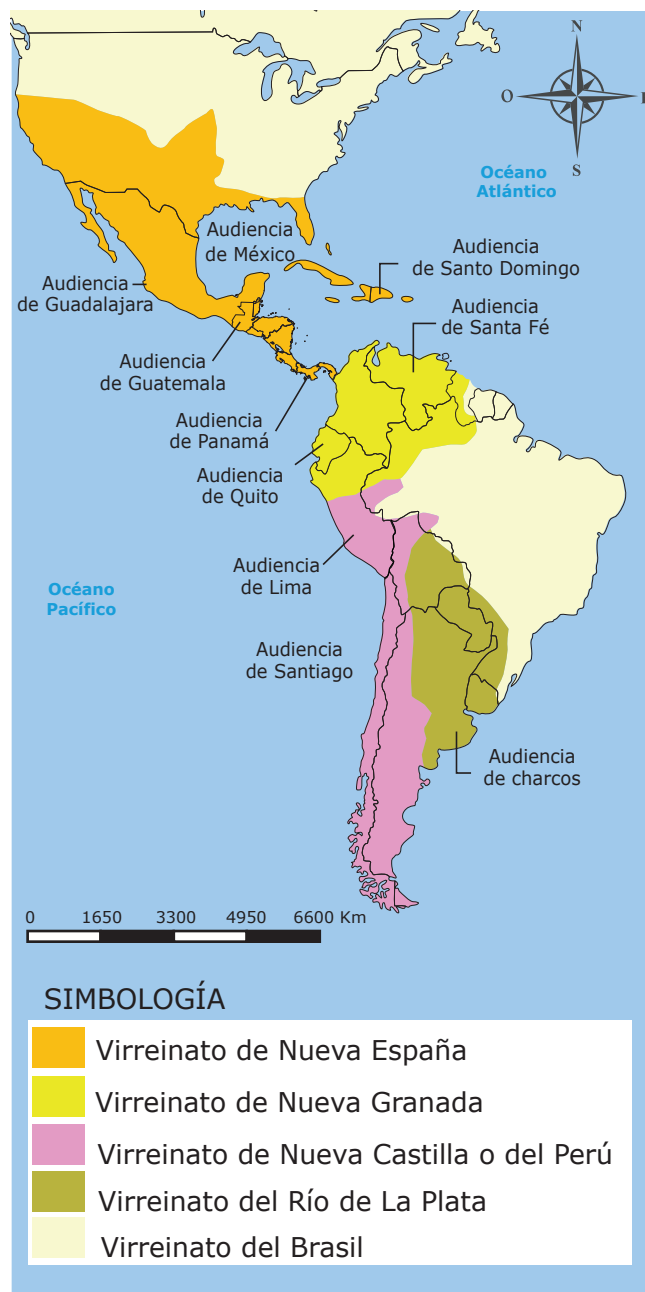 N
O
E
S
Océano
Atlántico
Audiencia
de México
Audiencia
de Santo Domingo
Audiencia
de Guadalajara
Audiencia
de Santa Fé
Audiencia
de Guatemala
Audiencia
de Panamá
Audiencia
de Quito
Audiencia
de Lima
Océano
Pacífico
Audiencia
de Santiago
Audiencia
de charcos
0 1650 3300 4950 6600 Km
SIMBOLOGÍA
Virreinato de Nueva España
Virreinato de Nueva Granada
Virreinato de Nueva Castilla o del Perú
Virreinato del Río de La Plata
Virreinato del Brasil